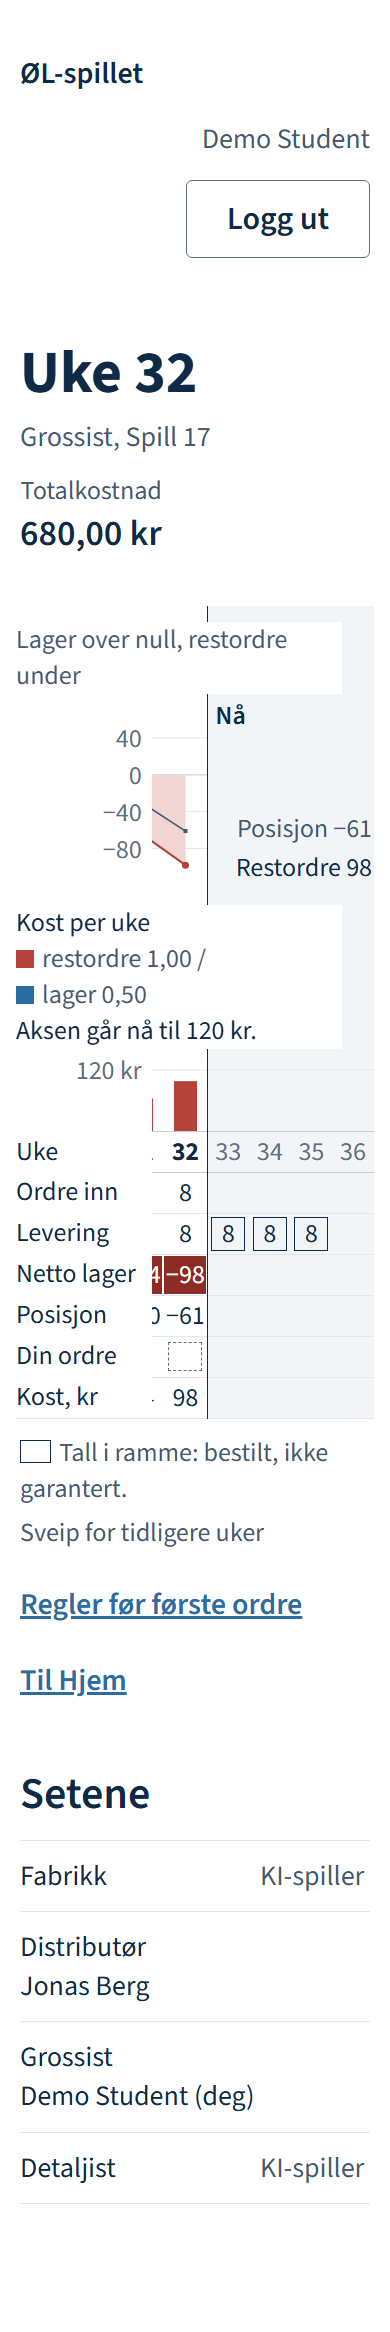 ØL-spillet
Demo Student
Logg ut
Uke 32
Grossist, Spill 17
Totalkostnad
680,00 kr
Lager over null, restordre
under
Nå
40
0
−40
−80
Posisjon −61
Restordre 98
Kost per uke
restordre 1,00 /
lager 0,50
Aksen går nå til 120 kr.
120 kr
Uke 32 33 34 35 36
Ordre inn 8
Levering 8 8 8 8
Netto lager 4 −98
Posisjon 0 −61
Din ordre
Kost, kr 98
Tall i ramme: bestilt, ikke
garantert.
Sveip for tidligere uker
Regler før første ordre
Til Hjem
Setene
Fabrikk KI-spiller
Distributør
Jonas Berg
Grossist
Demo Student (deg)
Detaljist KI-spiller